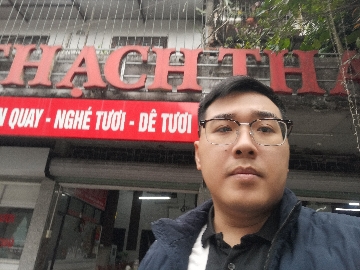 THẠCH THA
N QUAY - NGHÉ TƯƠI - DÊ TƯƠI